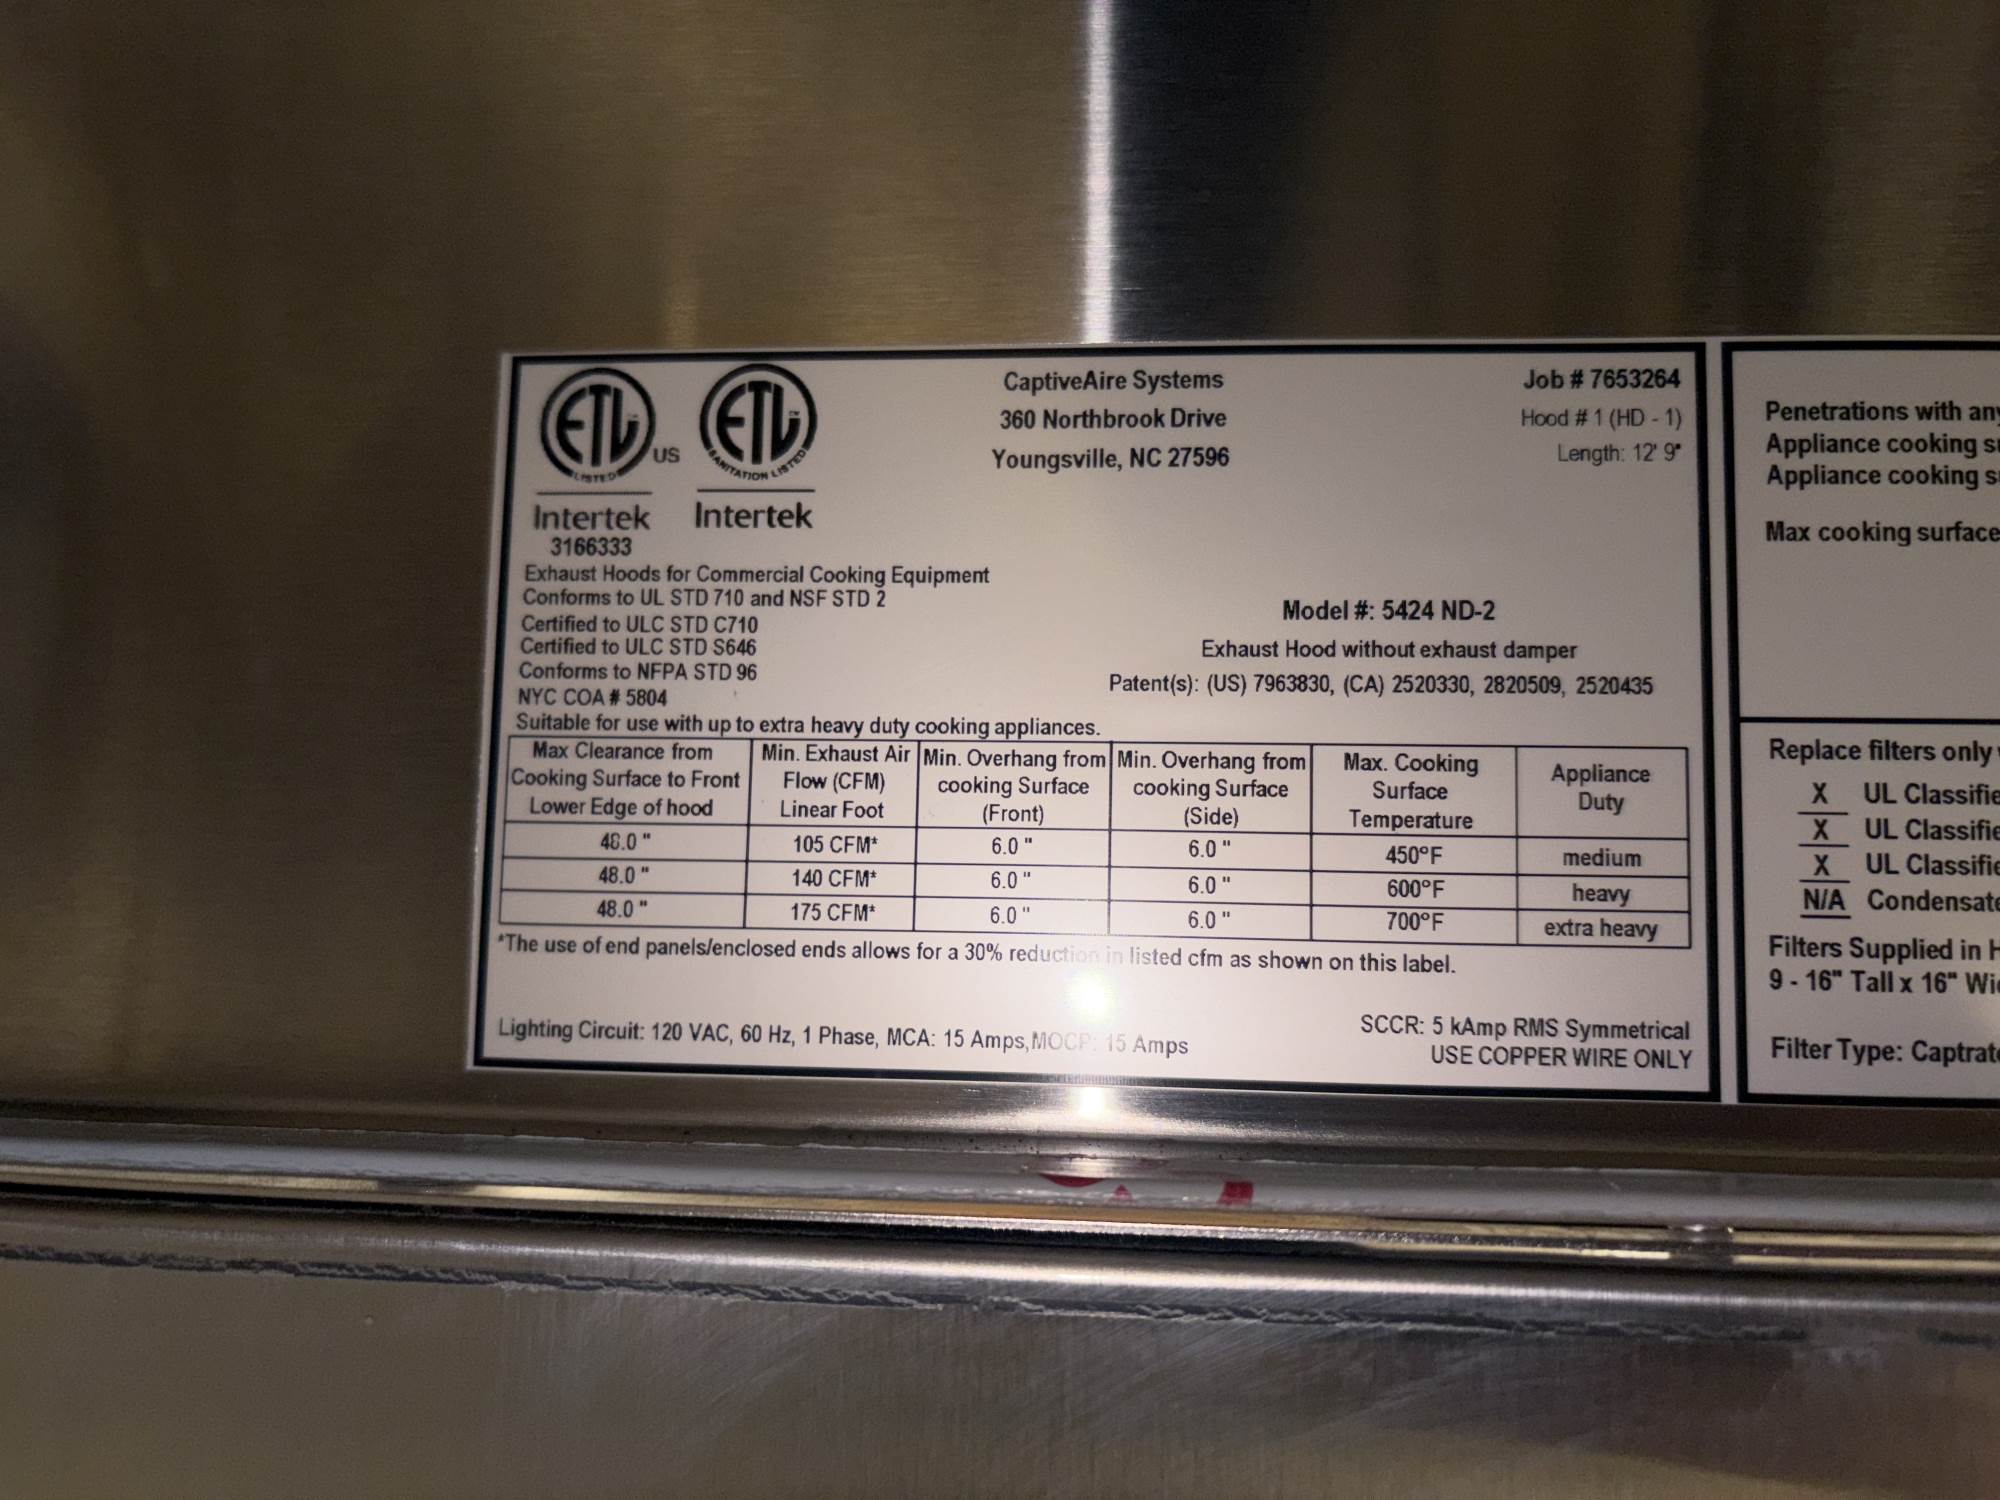 ETL
LISTED
US
Intertek
3166333
ETL
SANITATION LISTED
Intertek
CaptiveAire Systems
360 Northbrook Drive
Youngsville, NC 27596
Job # 7653264
Hood # 1 (HD - 1)
Length: 12' 9"
Exhaust Hoods for Commercial Cooking Equipment
Conforms to UL STD 710 and NSF STD 2
Certified to ULC STD C710
Certified to ULC STD S646
Conforms to NFPA STD 96
NYC COA # 5804
Model #: 5424 ND-2
Exhaust Hood without exhaust damper
Patent(s): (US) 7963830, (CA) 2520330, 2820509, 2520435
Suitable for use with up to extra heavy duty cooking appliances.
Max Clearance from Cooking Surface to Front Lower Edge of hood
Min. Exhaust Air Flow (CFM) Linear Foot
Min. Overhang from cooking Surface (Front)
Min. Overhang from cooking Surface (Side)
Max. Cooking Surface Temperature
Appliance Duty
48.0 " 105 CFM* 6.0 " 6.0 " 450°F medium
48.0 " 140 CFM* 6.0 " 6.0 " 600°F heavy
48.0 " 175 CFM* 6.0 " 6.0 " 700°F extra heavy
*The use of end panels/enclosed ends allows for a 30% reduction in listed cfm as shown on this label.
Lighting Circuit: 120 VAC, 60 Hz, 1 Phase, MCA: 15 Amps, MOCP: 15 Amps
SCCR: 5 kAmp RMS Symmetrical
USE COPPER WIRE ONLY
Penetrations with
Appliance cooking
Appliance cooking
Max cooking surface
Replace filters only
X UL
X UL
X UL
N/A
Filters Supplied in
9 - 16" Tall x 16"
Filter Type: